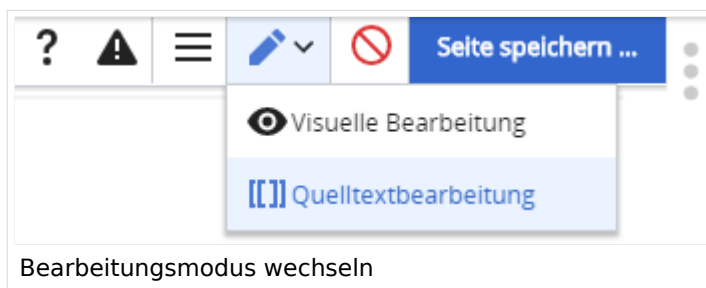 ? Seite speichern ...
Visuelle Bearbeitung
[[]] Quelltextbearbeitung
Bearbeitungsmodus wechseln